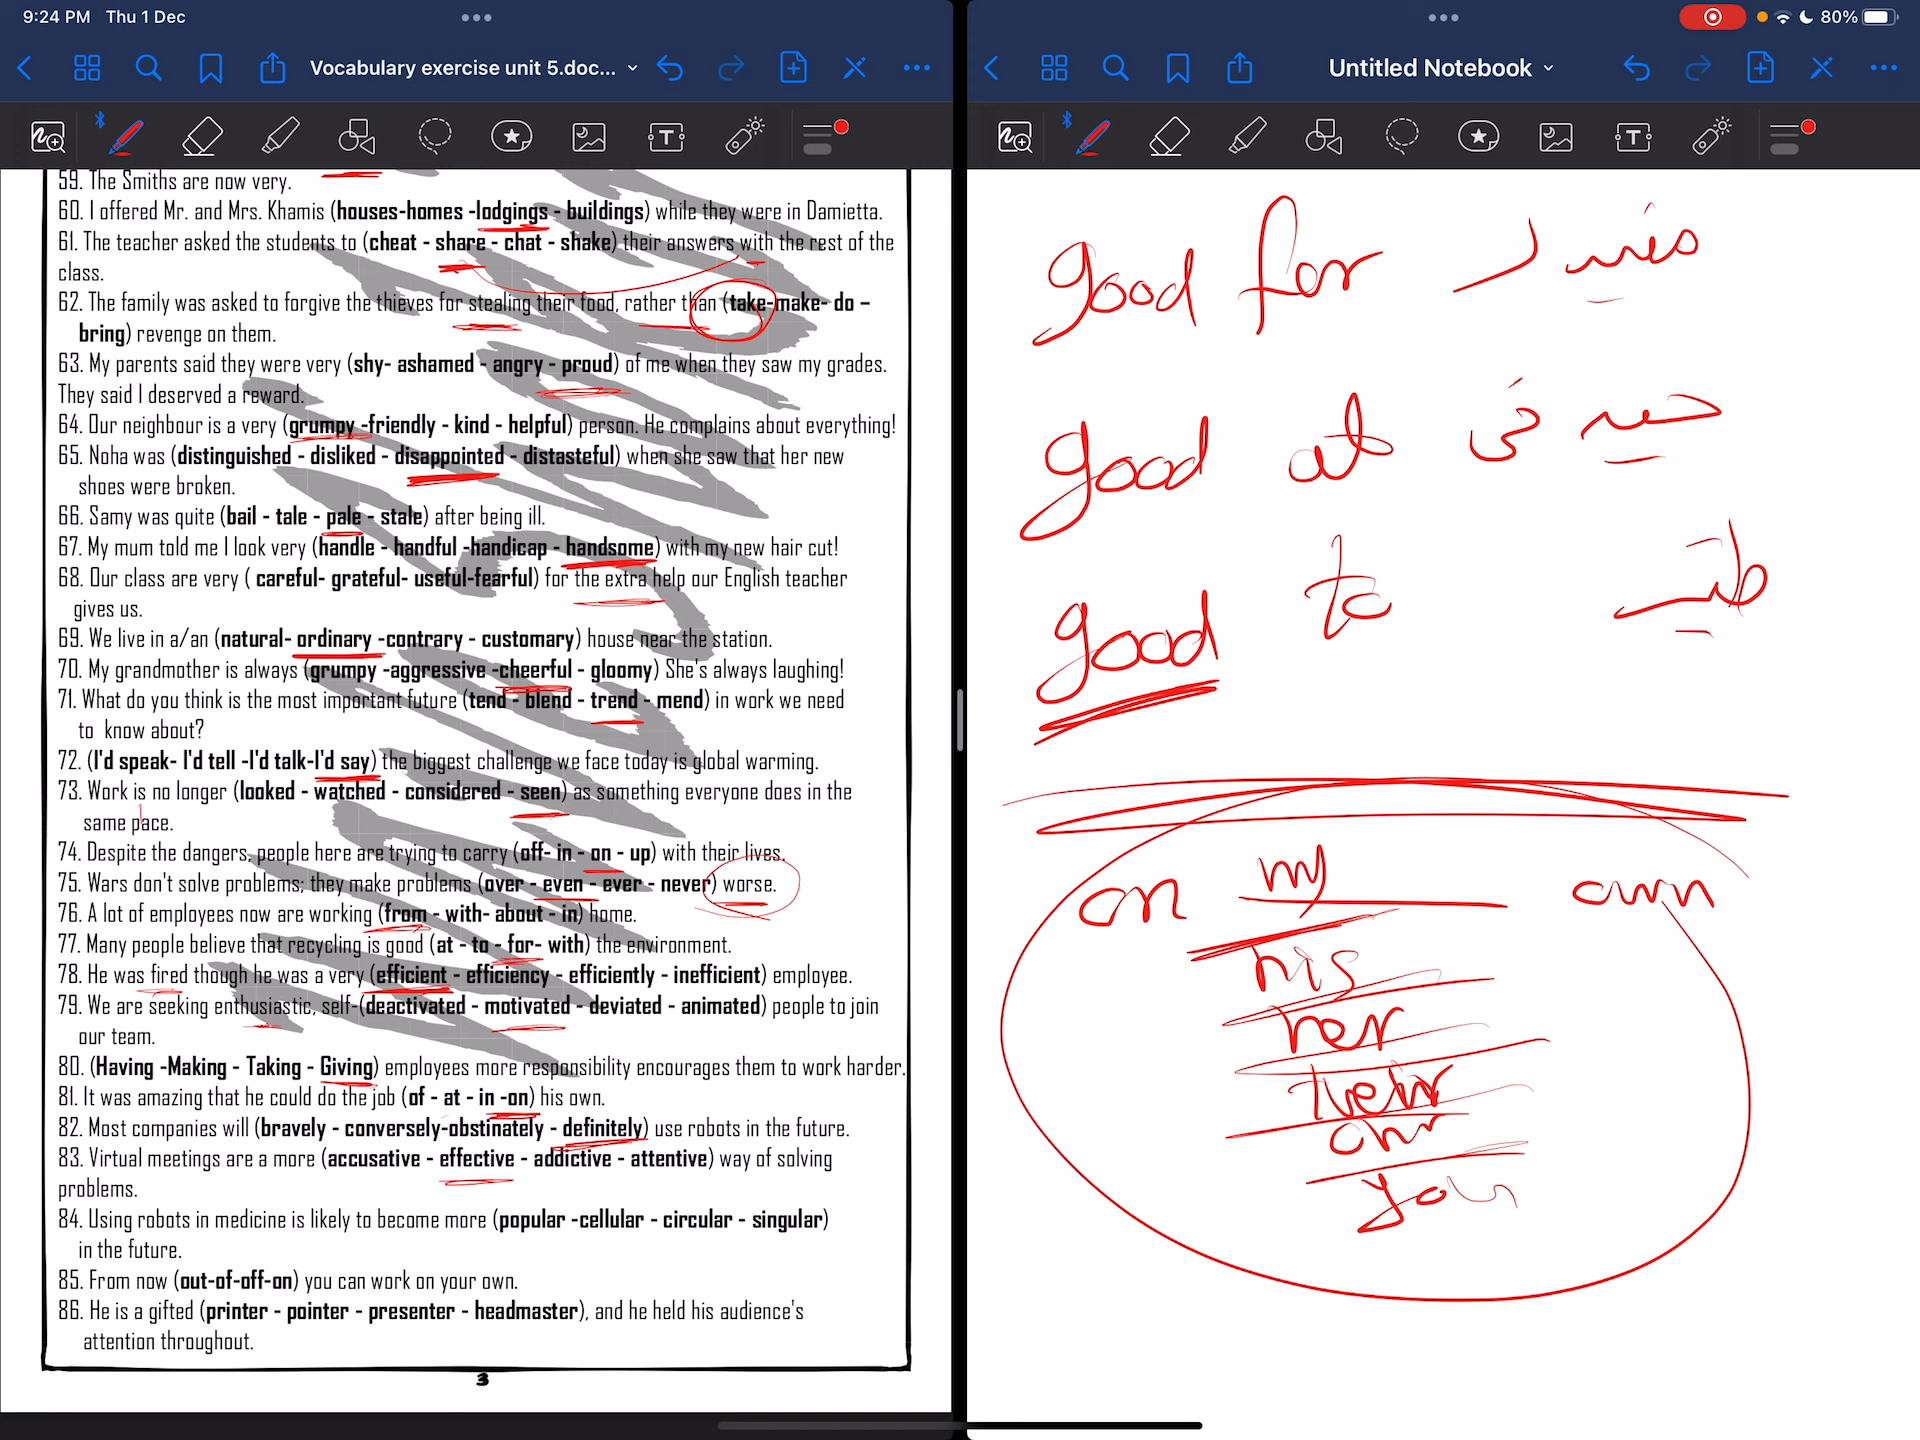 9:24 PM Thu 1 Dec
80%
Vocabulary exercise unit 5.doc...
Untitled Notebook
59. The Smiths are now very.
60. I offered Mr. and Mrs. Khamis (houses-homes -lodgings - buildings) while they were in Damietta.
61. The teacher asked the students to (cheat - share - chat - shake) their answers with the rest of the
class.
62. The family was asked to forgive the thieves for stealing their food, rather than (take-make- do –
bring) revenge on them.
63. My parents said they were very (shy- ashamed - angry - proud) of me when they saw my grades.
They said I deserved a reward.
64. Our neighbour is a very (grumpy -friendly - kind - helpful) person. He complains about everything!
65. Noha was (distinguished - disliked - disappointed - distasteful) when she saw that her new
shoes were broken.
66. Samy was quite (bail - tale - pale - stale) after being ill.
67. My mum told me I look very (handle - handful -handicap - handsome) with my new hair cut!
68. Our class are very ( careful- grateful- useful-fearful) for the extra help our English teacher
gives us.
69. We live in a/an (natural- ordinary -contrary - customary) house near the station.
70. My grandmother is always (grumpy -aggressive -cheerful - gloomy) She's always laughing!
71. What do you think is the most important future (tend - blend - trend - mend) in work we need
to know about?
72. (I'd speak- I'd tell -I'd talk-I'd say) the biggest challenge we face today is global warming.
73. Work is no longer (looked - watched - considered - seen) as something everyone does in the
same pace.
74. Despite the dangers, people here are trying to carry (off- in - on - up) with their lives.
75. Wars don't solve problems; they make problems (over - even - ever - never) worse.
76. A lot of employees now are working (from - with- about - in) home.
77. Many people believe that recycling is good (at - to - for- with) the environment.
78. He was fired though he was a very (efficient - efficiency - efficiently - inefficient) employee.
79. We are seeking enthusiastic, self-(deactivated - motivated - deviated - animated) people to join
our team.
80. (Having -Making - Taking - Giving) employees more responsibility encourages them to work harder.
81. It was amazing that he could do the job (of - at - in -on) his own.
82. Most companies will (bravely - conversely-obstinately - definitely) use robots in the future.
83. Virtual meetings are a more (accusative - effective - addictive - attentive) way of solving
problems.
84. Using robots in medicine is likely to become more (popular -cellular - circular - singular)
in the future.
85. From now (out-of-off-on) you can work on your own.
86. He is a gifted (printer - pointer - presenter - headmaster), and he held his audience's
attention throughout.
3
good for مفيد لـ
good at جيد فى
good to طيب
on my own
his
her
their
our
your